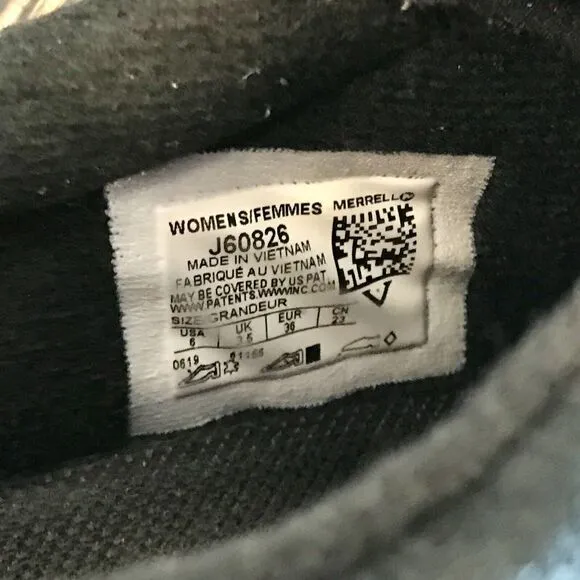 WOMENS/FEMMES MERRELL
J60826
MADE IN VIETNAM
FABRIQUÉ AU VIETNAM
MAY BE COVERED BY US PAT.
WWW.PATENTS.WWWINC.COM
SIZE GRANDEUR
USA UK EUR CN
6 3.5 36 23
0619